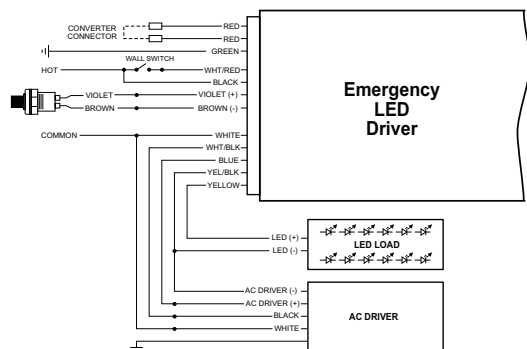 CONVERTER
CONNECTOR
RED
RED
GREEN
WALL SWITCH
HOT
WHT/RED
BLACK
VIOLET
VIOLET (+)
BROWN
BROWN (-)
COMMON
WHITE
WHT/BLK
BLUE
YEL/BLK
YELLOW
Emergency
LED
Driver
LED (+)
LED (-)
LED LOAD
AC DRIVER (-)
AC DRIVER (+)
BLACK
WHITE
AC DRIVER